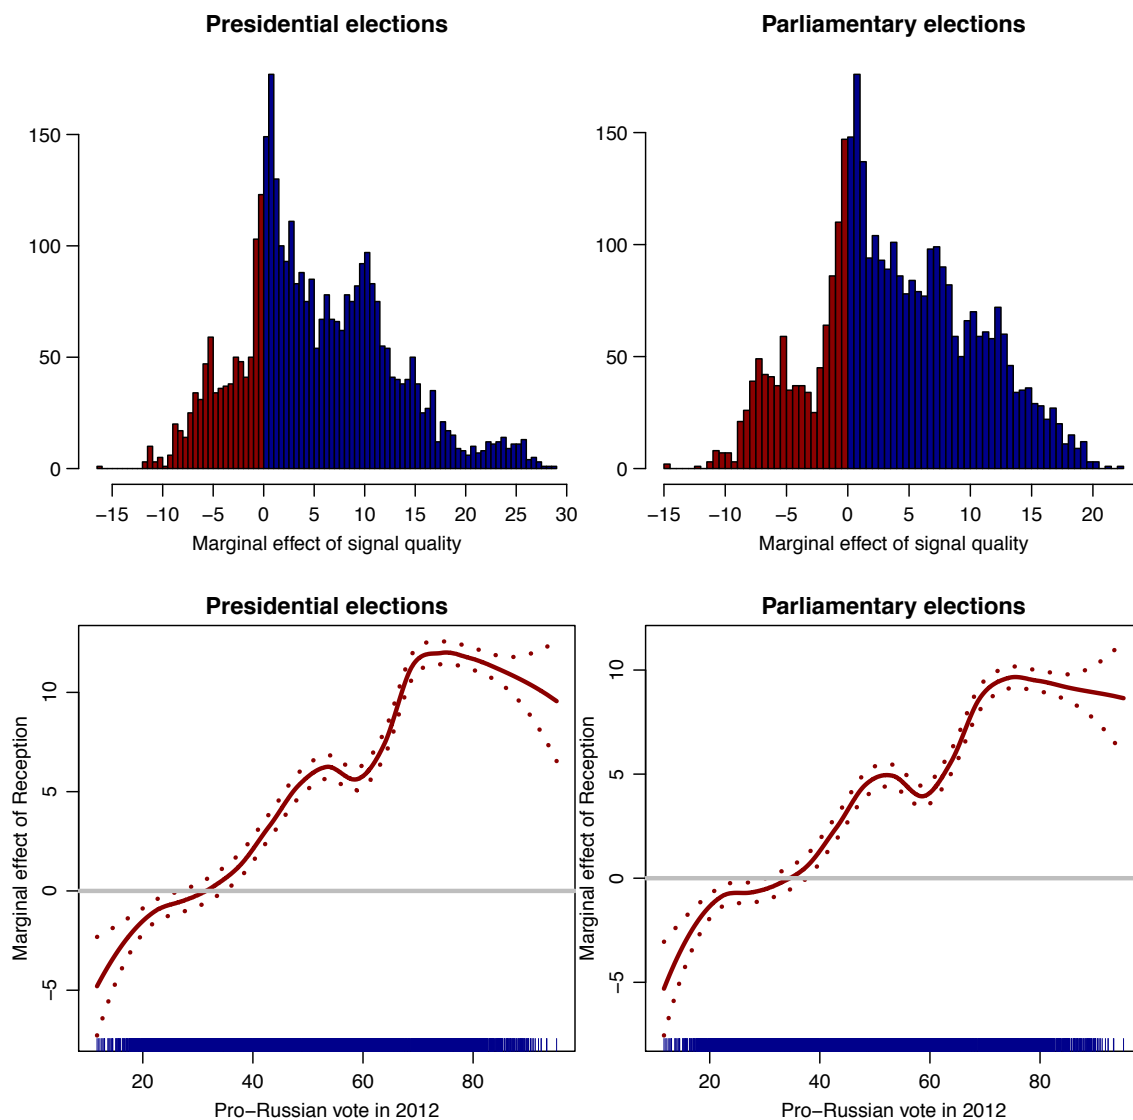 Presidential elections
150
100
50
0
−15 −10 −5 0 5 10 15 20 25 30
Marginal effect of signal quality
Parliamentary elections
150
100
50
0
−15 −10 −5 0 5 10 15 20
Marginal effect of signal quality
Presidential elections
Marginal effect of Reception
10
5
0
−5
20 40 60 80
Pro−Russian vote in 2012
Parliamentary elections
Marginal effect of Reception
10
5
0
−5
20 40 60 80
Pro−Russian vote in 2012